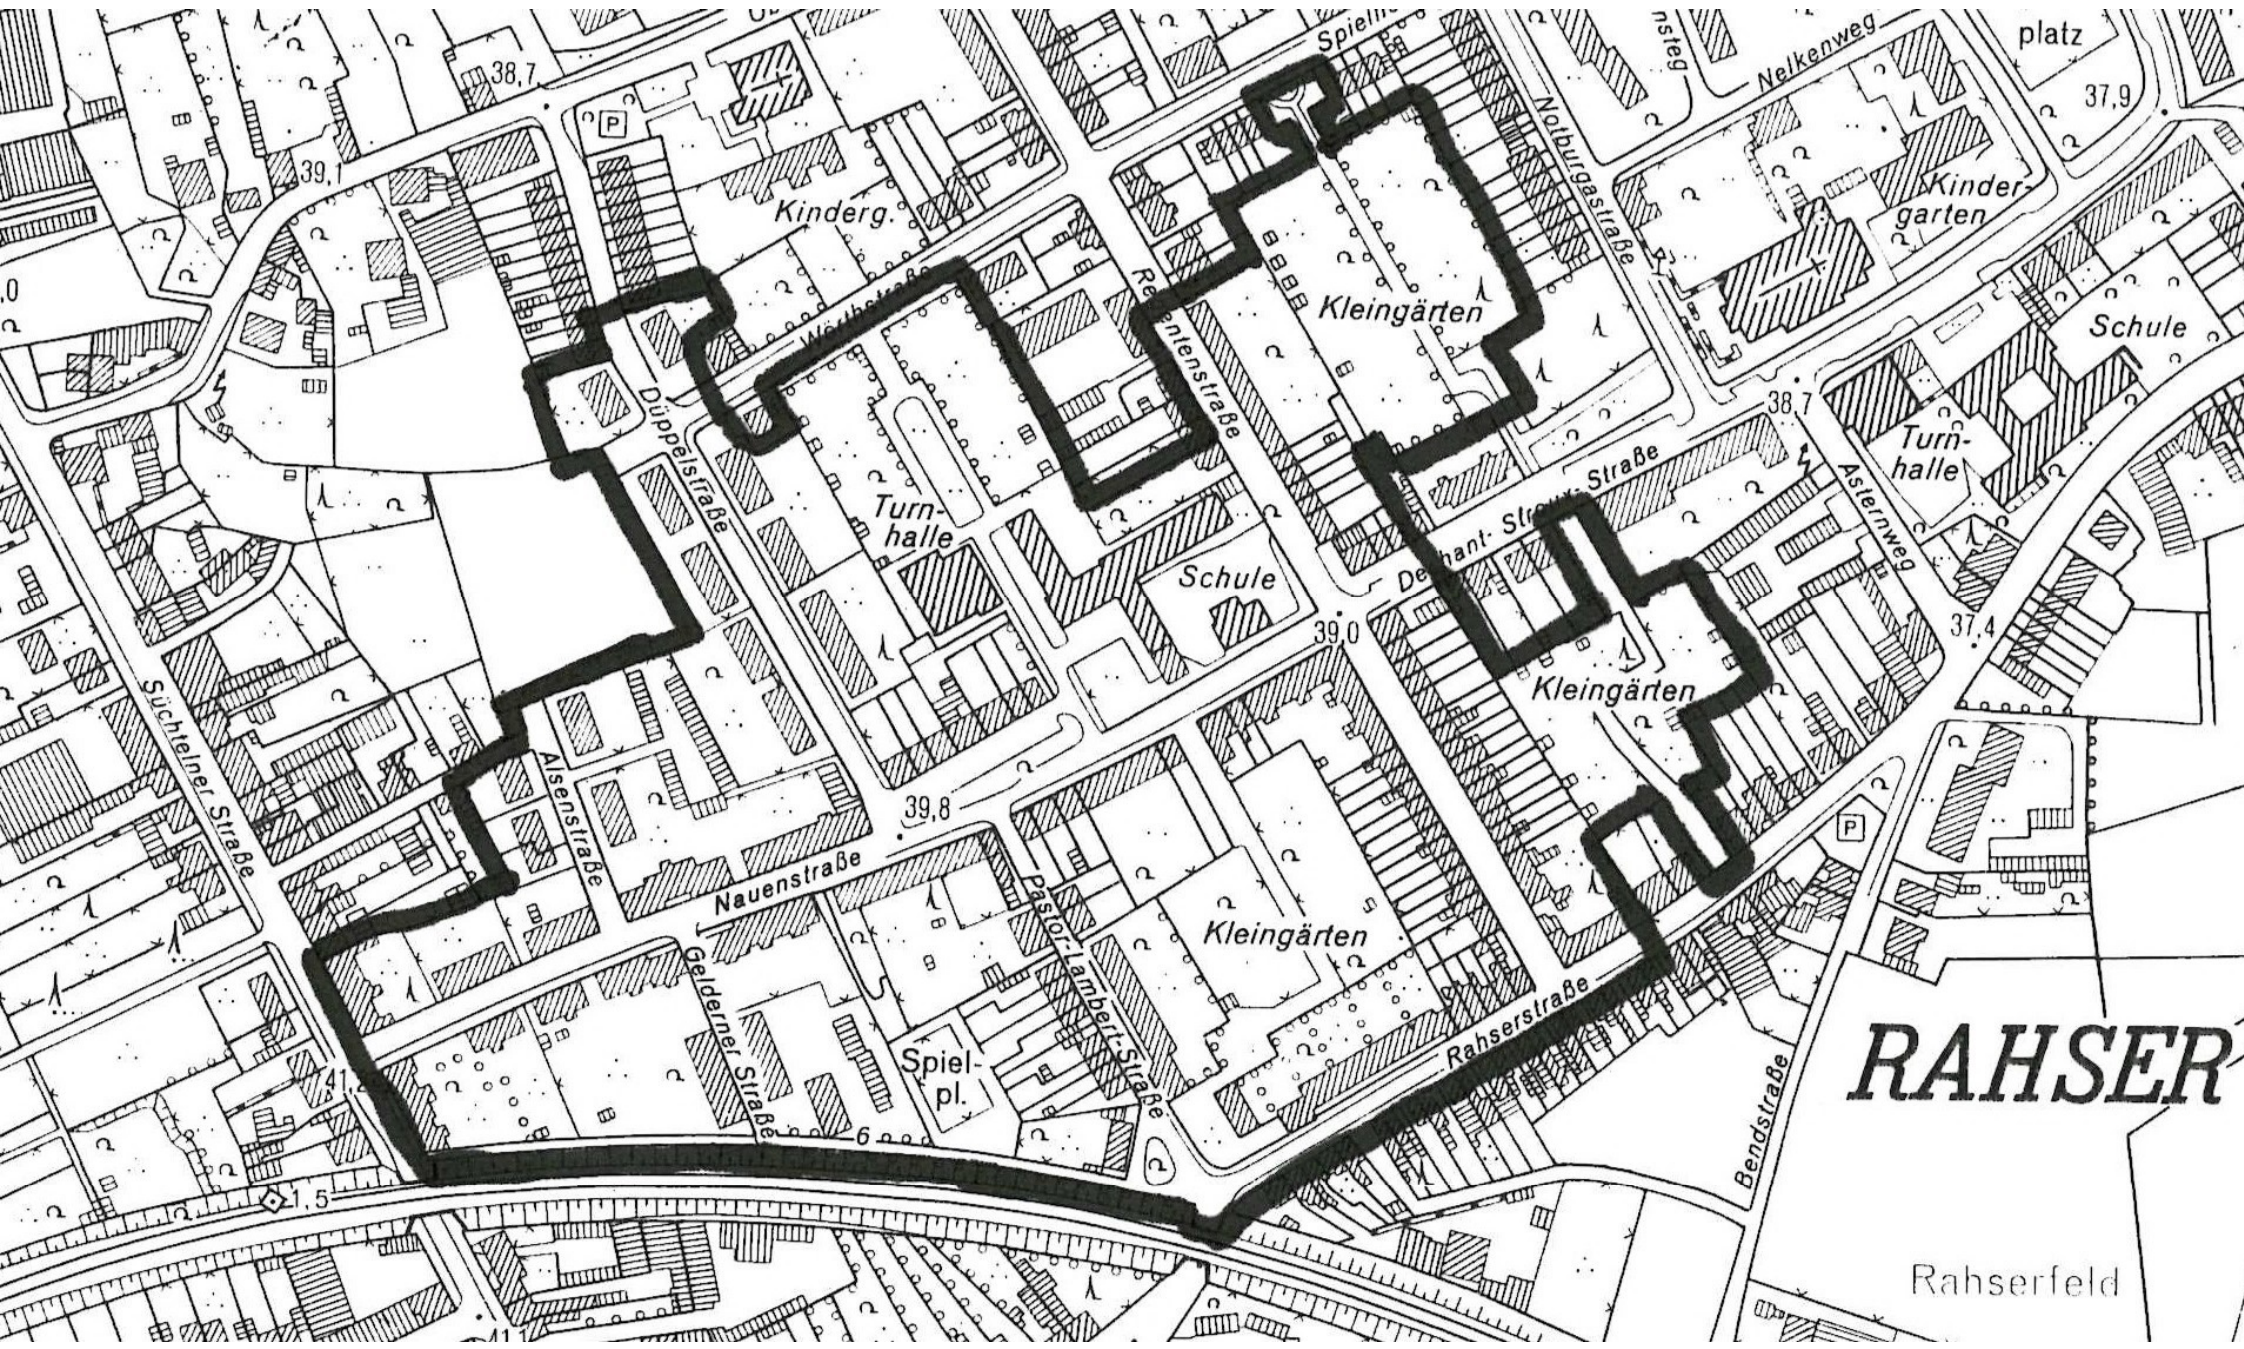 38,7
P
39,1
Kinderg.
Nelkenweg
platz
37,9
Notburgastraße
Kinder-
garten
Schule
Kleingärten
Düppelstraße
38,7
Turn-
halle
Asternweg
Turn-
halle
Schule
39,0
37,4
Kleingärten
Süchtelner Straße
Alsenstraße
39,8
Nauenstraße
P
Pastor-Lambert-Straße
Kleingärten
Gelderner Straße
Spiel-
pl.
Rahserstraße
RAHSER
Bendstraße
6
Rahserfeld